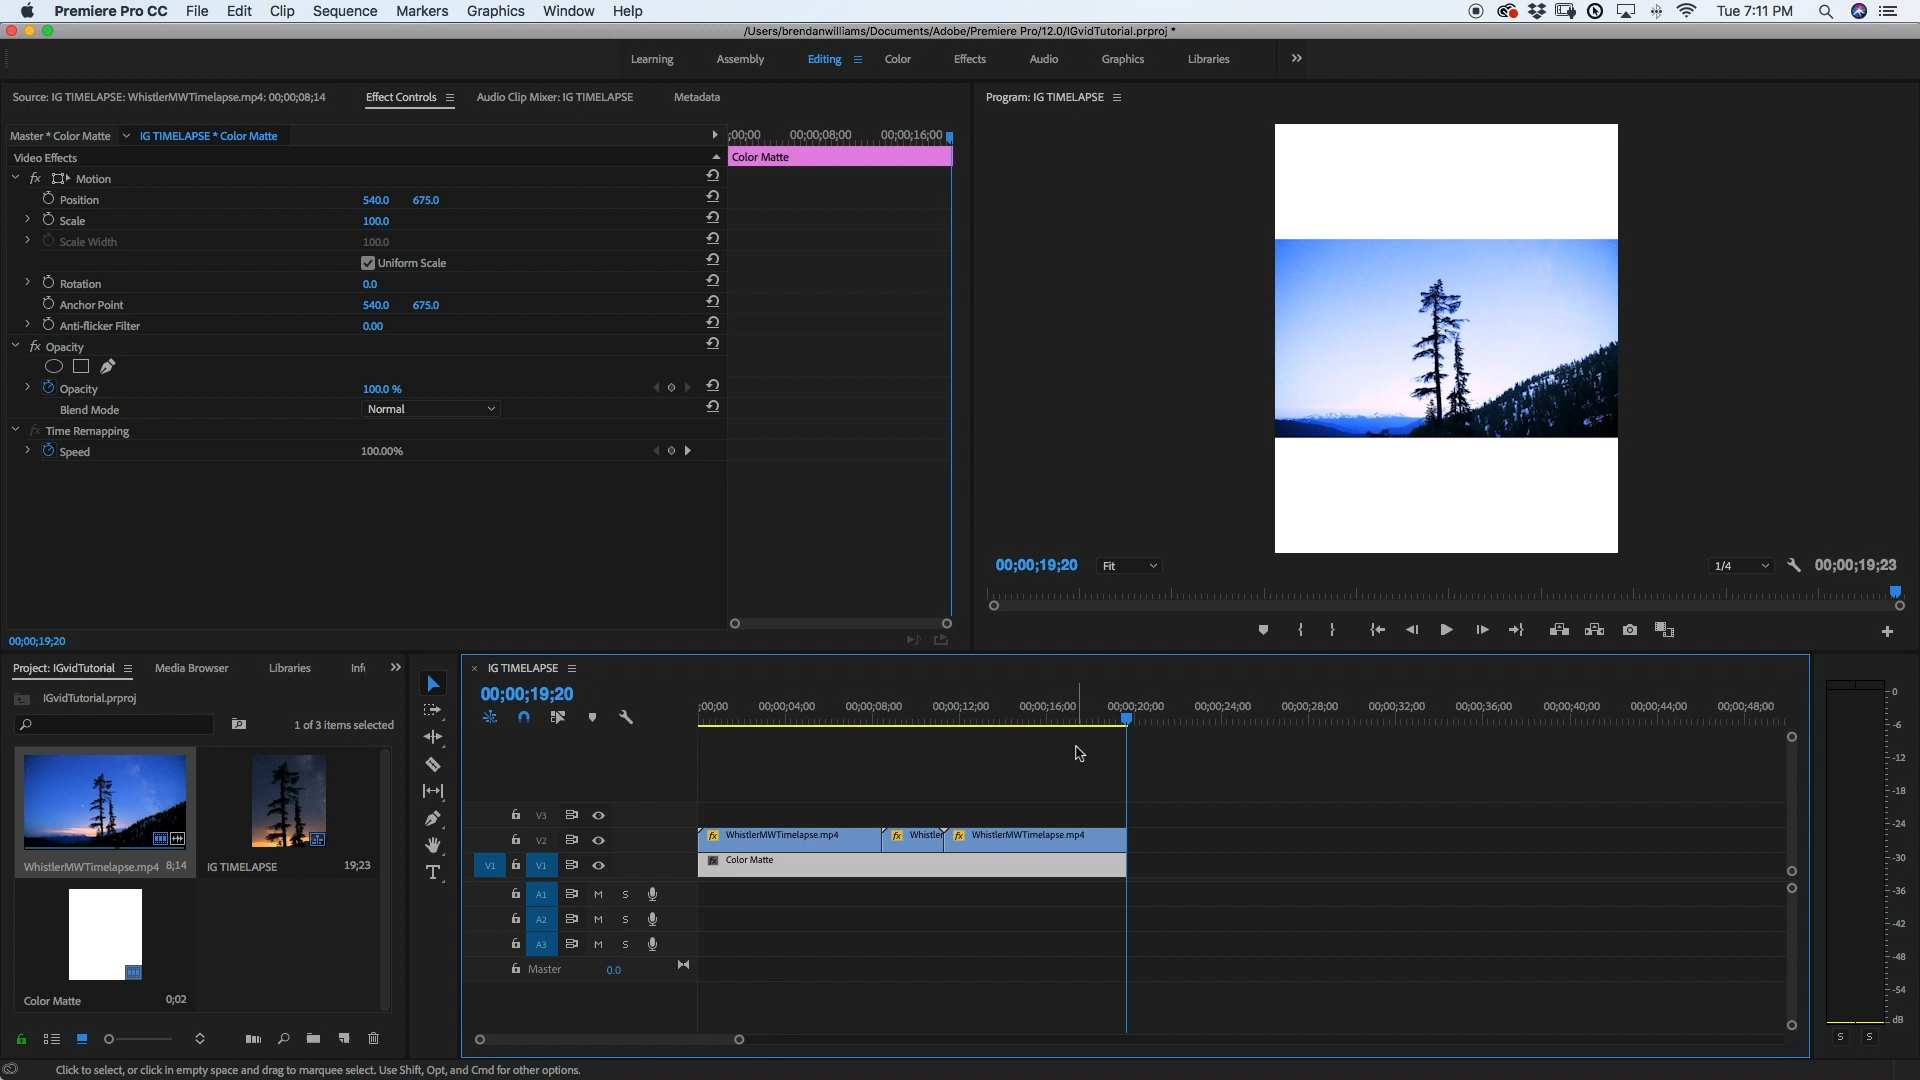 Premiere Pro CC File Edit Clip Sequence Markers Graphics Window Help Tue 7:11 PM
/Users/brendanwilliams/Documents/Adobe/Premiere Pro/12.0/IGvidTutorial.prproj *
Learning Assembly Editing Color Effects Audio Graphics Libraries
Source: IG TIMELAPSE: WhistlerMWTimelapse.mp4: 00;00;08;14 Effect Controls Audio Clip Mixer: IG TIMELAPSE Metadata
Program: IG TIMELAPSE
Master * Color Matte IG TIMELAPSE * Color Matte
;00;00 00;00;08;00 00;00;16;00
Video Effects
Color Matte
fx Motion
Position 540.0 675.0
Scale 100.0
Scale Width 100.0
Uniform Scale
Rotation 0.0
Anchor Point 540.0 675.0
Anti-flicker Filter 0.00
fx Opacity
Opacity 100.0 %
Blend Mode Normal
fx Time Remapping
Speed 100.00%
00;00;19;20
00;00;19;20 Fit 1/4 00;00;19;23
Project: IGvidTutorial Media Browser Libraries Info
IGvidTutorial.prproj
1 of 3 items selected
WhistlerMWTimelapse.mp4 8;14
IG TIMELAPSE 19;23
Color Matte 0;02
× IG TIMELAPSE
00;00;19;20
;00;00 00;00;04;00 00;00;08;00 00;00;12;00 00;00;16;00 00;00;20;00 00;00;24;00 00;00;28;00 00;00;32;00 00;00;36;00 00;00;40;00 00;00;44;00 00;00;48;00
V3
V2 fx WhistlerMWTimelapse.mp4 fx Whistler fx WhistlerMWTimelapse.mp4
V1 V1 fx Color Matte
A1 M S
A2 M S
A3 M S
Master 0.0
0
-6
-12
-18
-24
-30
-36
-42
-48
-54
dB
S S
T
Click to select, or click in empty space and drag to marquee select. Use Shift, Opt, and Cmd for other options.